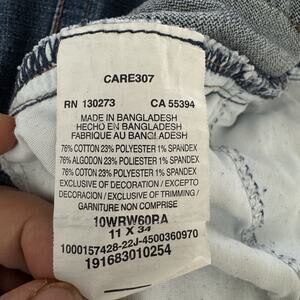 CARE307
RN 130273 CA 55394
MADE IN BANGLADESH
HECHO EN BANGLADESH
FABRIQUE AU BANGLADESH
76% COTTON 23% POLYESTER 1% SPANDEX
76% ALGODON 23% POLYESTER 1% SPANDEX
76% COTON 23% POLYESTER 1% SPANDEX
EXCLUSIVE OF DECORATION / EXCEPTO
DECORACION / EXCLUSIVE OF TRIMMING /
GARNITURE NON COMPRISE
10WRW60RA
11 X 34
1000157428-22J-4500360970
191683010254